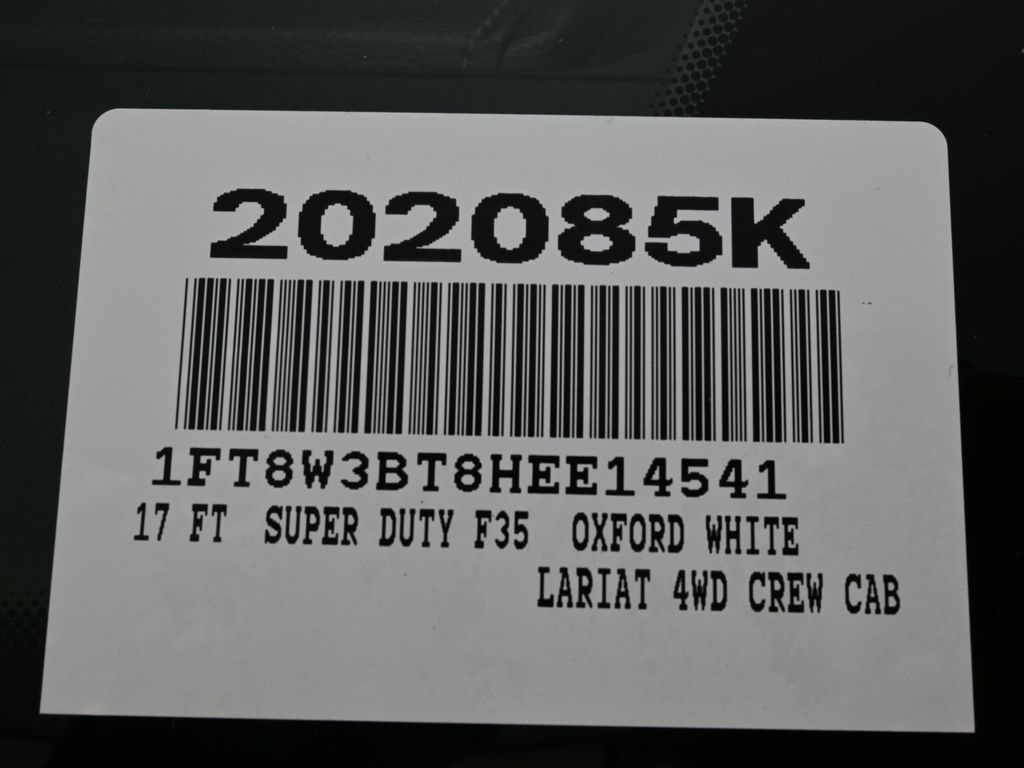 202085K
1FT8W3BT8HEE14541
17 FT SUPER DUTY F35 OXFORD WHITE
LARIAT 4WD CREW CAB